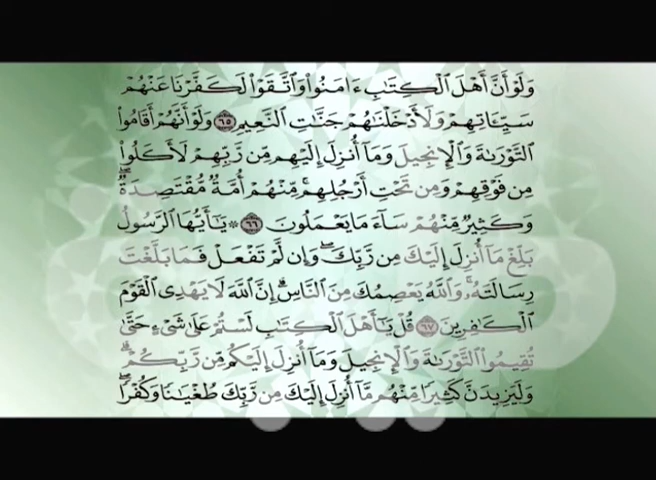 وَلَوْ أَنَّ أَهْلَ ٱلْكِتَٰبِ ءَامَنُوا۟ وَٱتَّقَوْا۟ لَكَفَّرْنَا عَنْهُمْ
سَيِّـَٔاتِهِمْ وَلَأَدْخَلْنَٰهُمْ جَنَّٰتِ ٱلنَّعِيمِ ٦٥ وَلَوْ أَنَّهُمْ أَقَامُوا۟
ٱلتَّوْرَىٰةَ وَٱلْإِنجِيلَ وَمَآ أُنزِلَ إِلَيْهِم مِّن رَّبِّهِمْ لَأَكَلُوا۟
مِن فَوْقِهِمْ وَمِن تَحْتِ أَرْجُلِهِم ۚ مِّنْهُمْ أُمَّةٌ مُّقْتَصِدَةٌ ۖ
وَكَثِيرٌ مِّنْهُمْ سَآءَ مَا يَعْمَلُونَ ٦٦ ۞ يَٰٓأَيُّهَا ٱلرَّسُولُ
بَلِّغْ مَآ أُنزِلَ إِلَيْكَ مِن رَّبِّكَ ۖ وَإِن لَّمْ تَفْعَلْ فَمَا بَلَّغْتَ
رِسَالَتَهُۥ ۚ وَٱللَّهُ يَعْصِمُكَ مِنَ ٱلنَّاسِ ۗ إِنَّ ٱللَّهَ لَا يَهْدِى ٱلْقَوْمَ
ٱلْكَٰفِرِينَ ٦٧ قُلْ يَٰٓأَهْلَ ٱلْكِتَٰبِ لَسْتُمْ عَلَىٰ شَىْءٍ حَتَّىٰ
تُقِيمُوا۟ ٱلتَّوْرَىٰةَ وَٱلْإِنجِيلَ وَمَآ أُنزِلَ إِلَيْكُم مِّن رَّبِّكُمْ ۗ
وَلَيَزِيدَنَّ كَثِيرًا مِّنْهُم مَّآ أُنزِلَ إِلَيْكَ مِن رَّبِّكَ طُغْيَٰنًا وَكُفْرًا ۖ